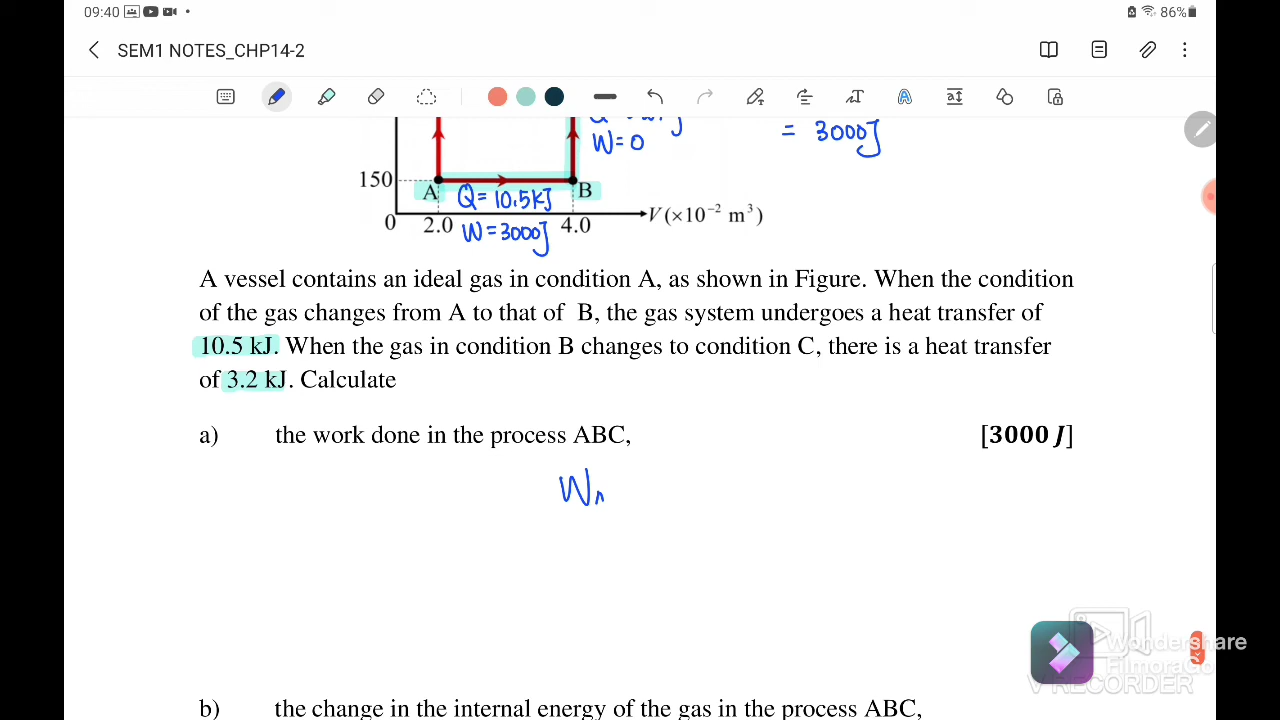 09:40
86%
SEM1 NOTES_CHP14-2
W=0
= 3000J
150
A
Q= 10.5kJ
B
0
2.0
W=3000J
4.0
V (×10⁻² m³)
A vessel contains an ideal gas in condition A, as shown in Figure. When the condition
of the gas changes from A to that of B, the gas system undergoes a heat transfer of
10.5 kJ. When the gas in condition B changes to condition C, there is a heat transfer
of 3.2 kJ. Calculate
a) the work done in the process ABC, [3000 J]
W
Wondershare
FilmoraGo
V RECORDER
b) the change in the internal energy of the gas in the process ABC,